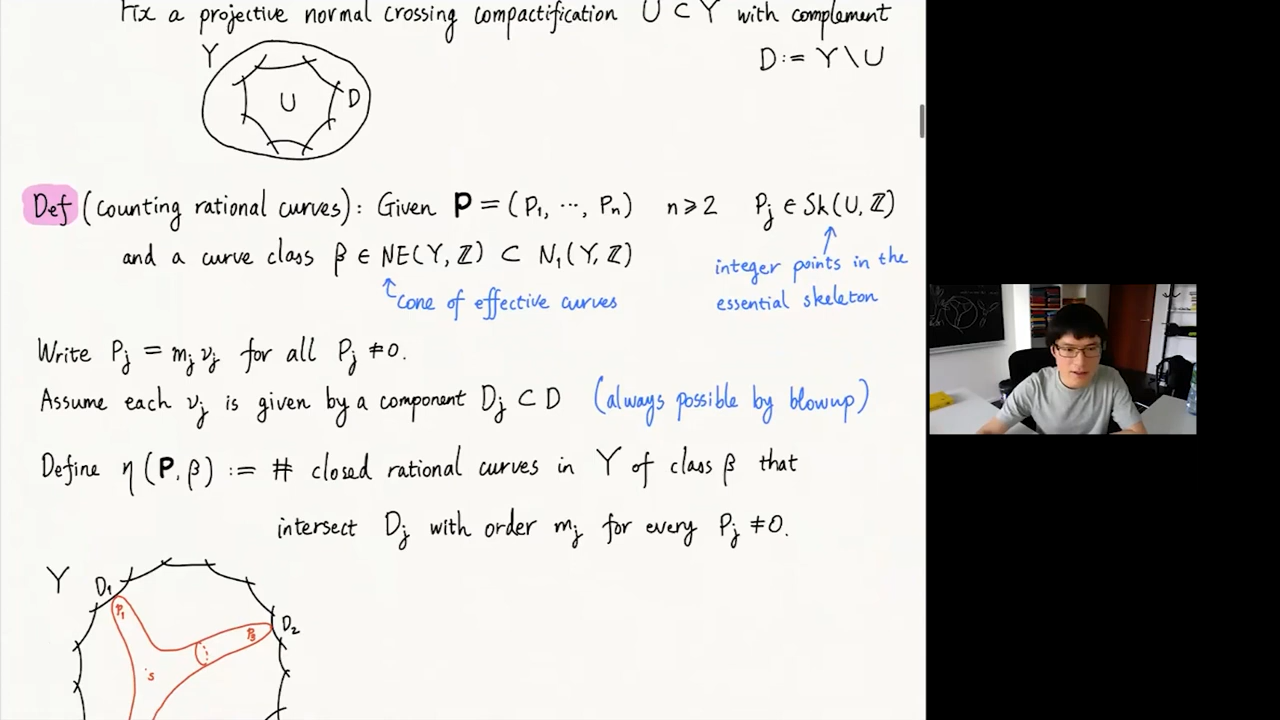 Fix a projective normal crossing compactification U ⊂ Y with complement
D := Y \ U
Y
U
D
Def (counting rational curves): Given P = (P₁, ⋯, Pₙ) n ⩾ 2 Pⱼ ∈ Sk(U, ℤ)
and a curve class β ∈ NE(Y, ℤ) ⊂ N₁(Y, ℤ)
integer points in the
essential skeleton
cone of effective curves
Write Pⱼ = mⱼ νⱼ for all Pⱼ ≠ 0.
Assume each νⱼ is given by a component Dⱼ ⊂ D (always possible by blowup)
Define η(P, β) := # closed rational curves in Y of class β that
intersect Dⱼ with order mⱼ for every Pⱼ ≠ 0.
Y
D₁
P₁
D₂
P₃
s